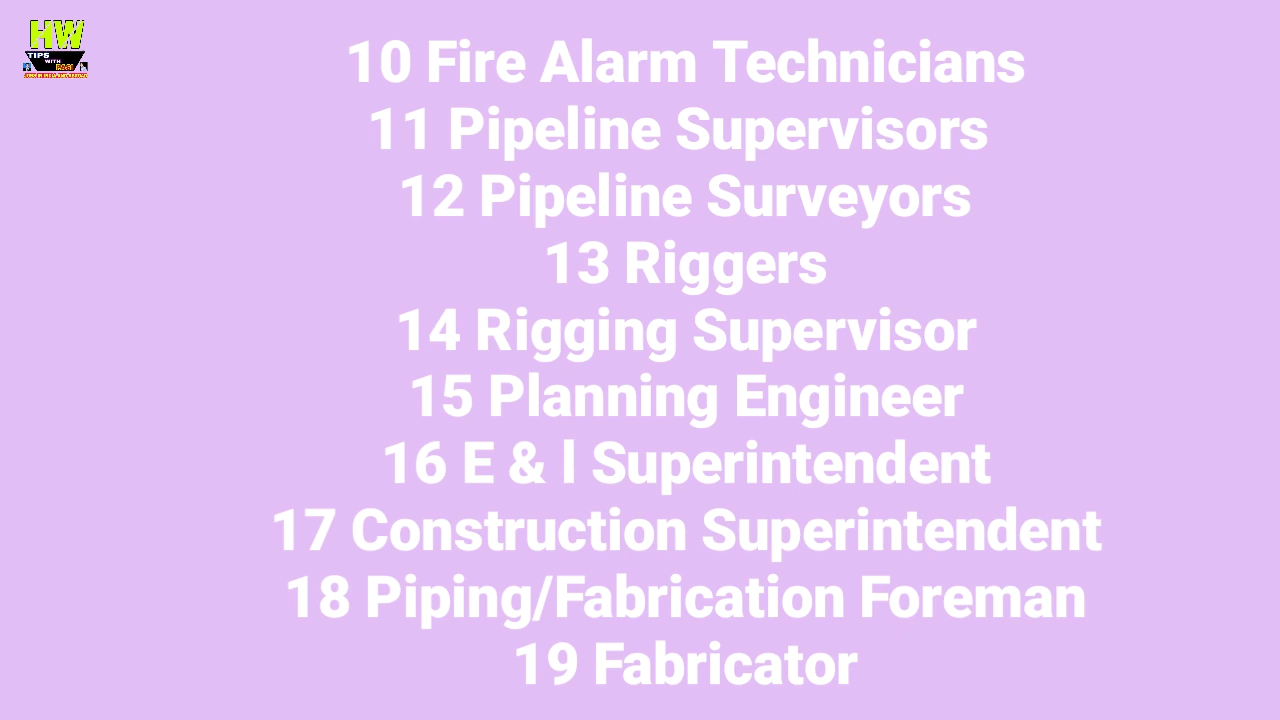 HW
TIPS
WITH
10 Fire Alarm Technicians
11 Pipeline Supervisors
12 Pipeline Surveyors
13 Riggers
14 Rigging Supervisor
15 Planning Engineer
16 E & l Superintendent
17 Construction Superintendent
18 Piping/Fabrication Foreman
19 Fabricator